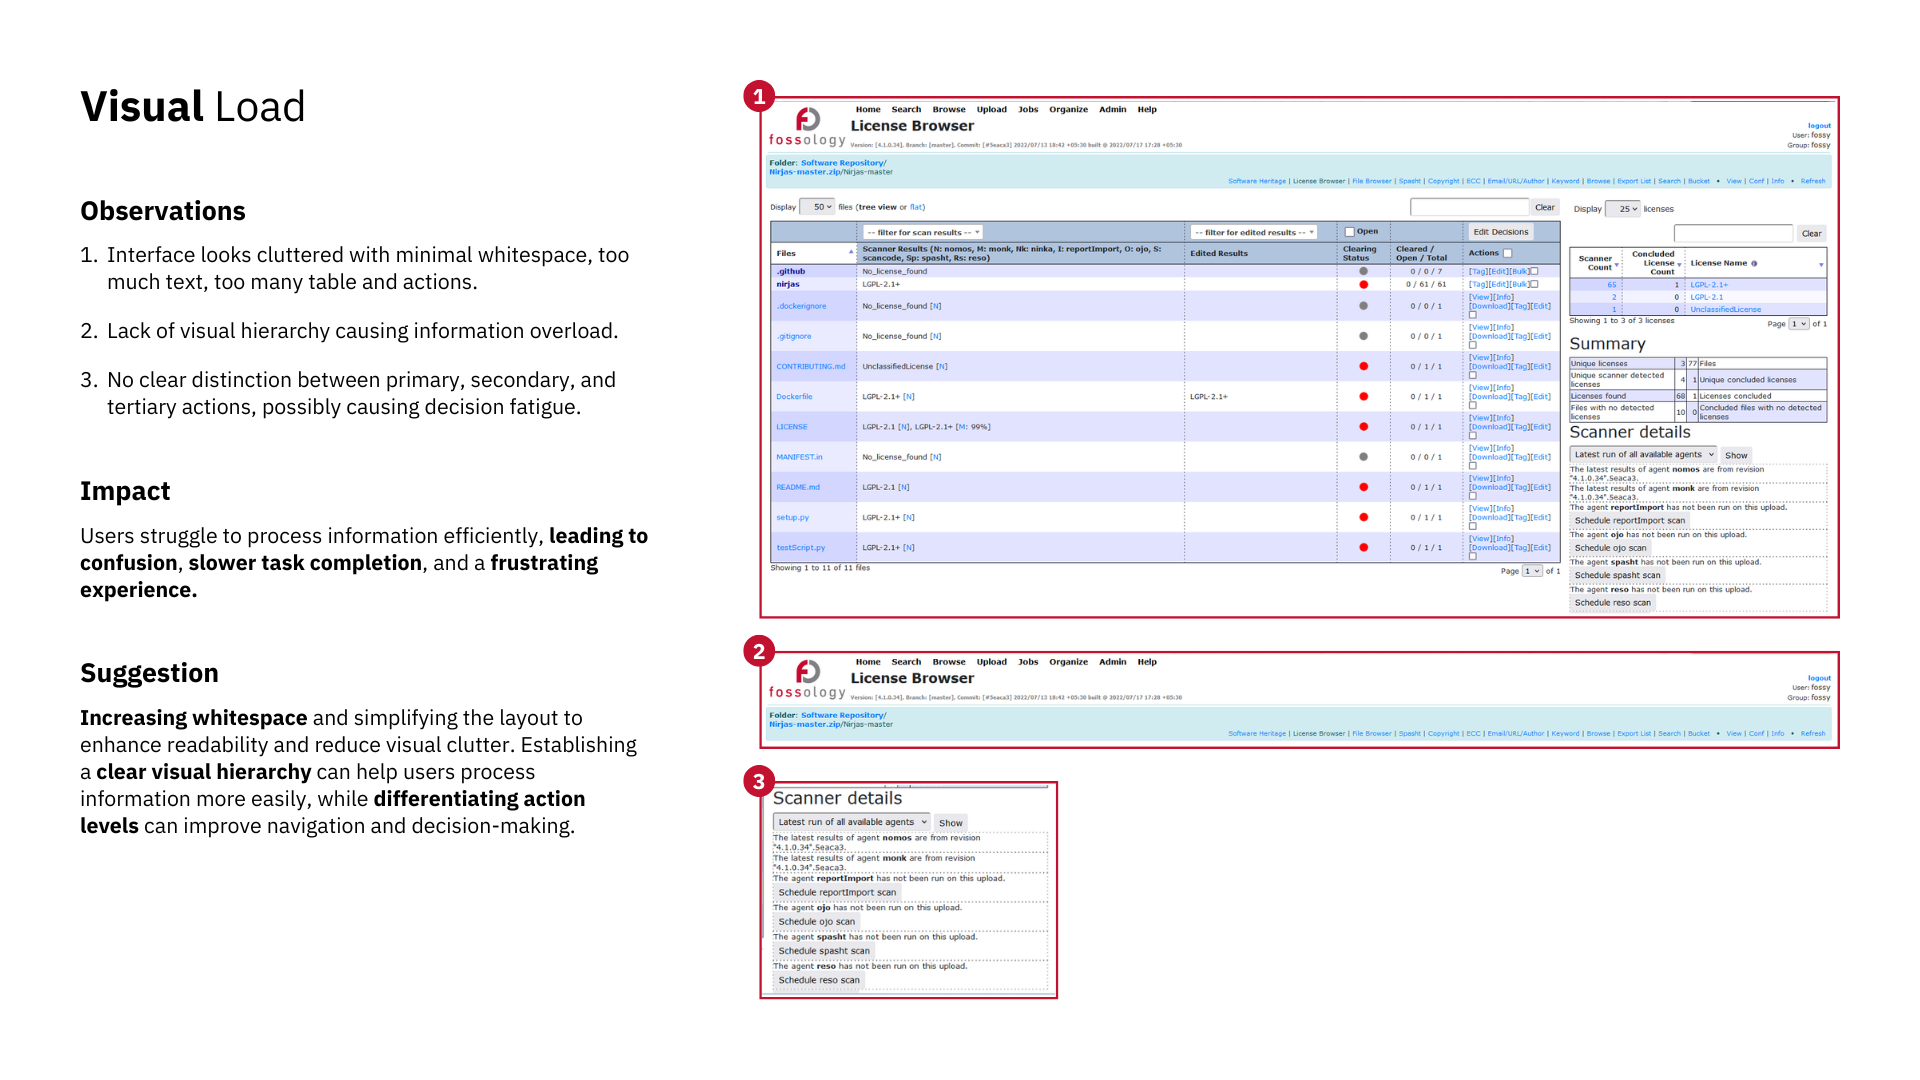 Visual Load
Observations
1. Interface looks cluttered with minimal whitespace, too
much text, too many table and actions.
2. Lack of visual hierarchy causing information overload.
3. No clear distinction between primary, secondary, and
tertiary actions, possibly causing decision fatigue.
Impact
Users struggle to process information efficiently, leading to
confusion, slower task completion, and a frustrating
experience.
Suggestion
Increasing whitespace and simplifying the layout to
enhance readability and reduce visual clutter. Establishing
a clear visual hierarchy can help users process
information more easily, while differentiating action
levels can improve navigation and decision-making.
1
Home Search Browse Upload Jobs Organize Admin Help
License Browser
fossology
Version: [4.1.0.34], Branch: [master], Commit: [#5eaca3] 2022/07/13 18:42 +05:30 built @ 2022/07/17 17:28 +05:30
logout
User: fossy
Group: fossy
Folder: Software Repository/
Nirjas-master.zip/Nirjas-master
Software Heritage | License Browser | File Browser | Spasht | Copyright | ECC | Email/URL/Author | Keyword | Browse | Export List | Search | Bucket • View | Conf | Info • Refresh
Display 50 files (tree view or flat) Clear
-- filter for scan results -- -- filter for edited results -- Open Edit Decisions
Files Scanner Results (N: nomos, M: monk, Nk: ninka, I: reportImport, O: ojo, S: scancode, Sp: spasht, Rs: reso) Edited Results Clearing Status Cleared / Open / Total Actions
.github No_license_found 0 / 0 / 7 [Tag][Edit][Bulk]
nirjas LGPL-2.1+ 0 / 61 / 61 [Tag][Edit][Bulk]
.dockerignore No_license_found [N] 0 / 0 / 1 [View][Info][Download][Tag][Edit]
.gitignore No_license_found [N] 0 / 0 / 1 [View][Info][Download][Tag][Edit]
CONTRIBUTING.md UnclassifiedLicense [N] 0 / 1 / 1 [View][Info][Download][Tag][Edit]
Dockerfile LGPL-2.1+ [N] LGPL-2.1+ 0 / 1 / 1 [View][Info][Download][Tag][Edit]
LICENSE LGPL-2.1 [N], LGPL-2.1+ [M: 99%] 0 / 1 / 1 [View][Info][Download][Tag][Edit]
MANIFEST.in No_license_found [N] 0 / 0 / 1 [View][Info][Download][Tag][Edit]
README.md LGPL-2.1 [N] 0 / 1 / 1 [View][Info][Download][Tag][Edit]
setup.py LGPL-2.1+ [N] 0 / 1 / 1 [View][Info][Download][Tag][Edit]
testScript.py LGPL-2.1+ [N] 0 / 1 / 1 [View][Info][Download][Tag][Edit]
Showing 1 to 11 of 11 files Page 1 of 1
Display 25 licenses
Clear
Scanner Count Concluded License Count License Name
65 1 LGPL-2.1+
2 0 LGPL-2.1
1 0 UnclassifiedLicense
Showing 1 to 3 of 3 licenses Page 1 of 1
Summary
Unique licenses 3 77 Files
Unique scanner detected licenses 4 1 Unique concluded licenses
Licenses found 68 1 Licenses concluded
Files with no detected licenses 10 0 Concluded files with no detected licenses
Scanner details
Latest run of all available agents Show
The latest results of agent nomos are from revision
"4.1.0.34".5eaca3.
The latest results of agent monk are from revision
"4.1.0.34".5eaca3.
The agent reportImport has not been run on this upload.
Schedule reportImport scan
The agent ojo has not been run on this upload.
Schedule ojo scan
The agent spasht has not been run on this upload.
Schedule spasht scan
The agent reso has not been run on this upload.
Schedule reso scan
2
Home Search Browse Upload Jobs Organize Admin Help
License Browser
fossology
Version: [4.1.0.34], Branch: [master], Commit: [#5eaca3] 2022/07/13 18:42 +05:30 built @ 2022/07/17 17:28 +05:30
logout
User: fossy
Group: fossy
Folder: Software Repository/
Nirjas-master.zip/Nirjas-master
Software Heritage | License Browser | File Browser | Spasht | Copyright | ECC | Email/URL/Author | Keyword | Browse | Export List | Search | Bucket • View | Conf | Info • Refresh
3
Scanner details
Latest run of all available agents Show
The latest results of agent nomos are from revision
"4.1.0.34".5eaca3.
The latest results of agent monk are from revision
"4.1.0.34".5eaca3.
The agent reportImport has not been run on this upload.
Schedule reportImport scan
The agent ojo has not been run on this upload.
Schedule ojo scan
The agent spasht has not been run on this upload.
Schedule spasht scan
The agent reso has not been run on this upload.
Schedule reso scan